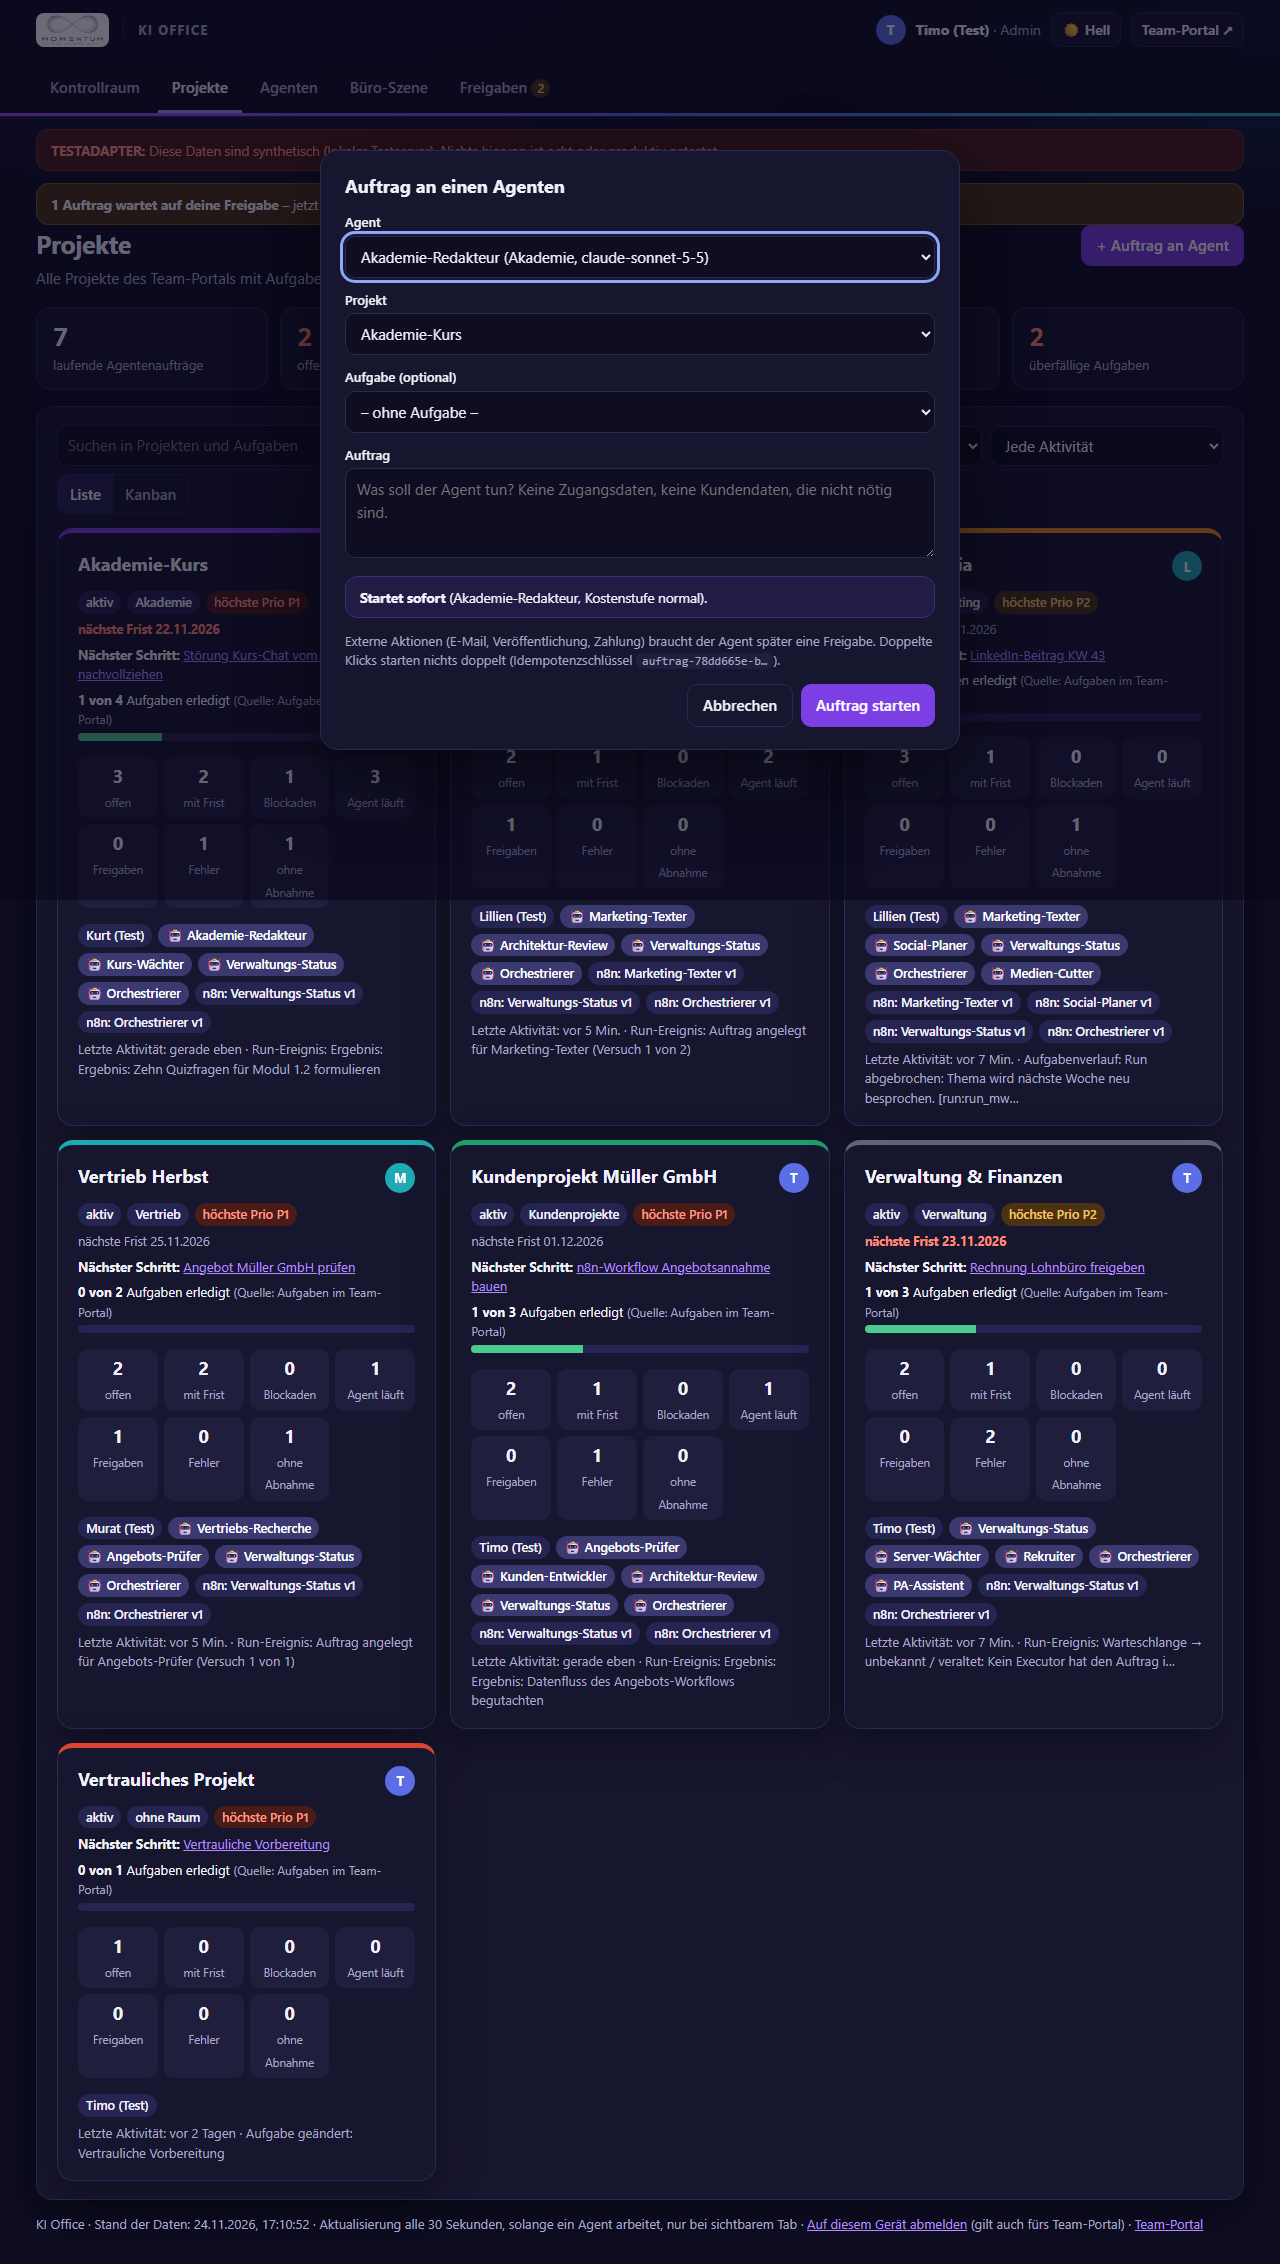 MOMENTUM
KI OFFICE
T
Timo (Test) · Admin
Hell
Team-Portal ↗
Kontrollraum
Projekte
Agenten
Büro-Szene
Freigaben 2
TESTADAPTER: Diese Daten sind synthetisch
1 Auftrag wartet auf deine Freigabe – jetzt
Projekte
+ Auftrag an Agent
Alle Projekte des Team-Portals mit Aufgabe
7
laufende Agentenaufträge
2
offe
2
überfällige Aufgaben
Suchen in Projekten und Aufgaben
Jede Aktivität
Liste
Kanban
Auftrag an einen Agenten
Agent
Akademie-Redakteur (Akademie, claude-sonnet-5-5)
Projekt
Akademie-Kurs
Aufgabe (optional)
– ohne Aufgabe –
Auftrag
Was soll der Agent tun? Keine Zugangsdaten, keine Kundendaten, die nicht nötig
sind.
Startet sofort (Akademie-Redakteur, Kostenstufe normal).
Externe Aktionen (E-Mail, Veröffentlichung, Zahlung) braucht der Agent später eine Freigabe. Doppelte
Klicks starten nichts doppelt (Idempotenzschlüssel auftrag-78dd665e-b… ).
Abbrechen
Auftrag starten
Akademie-Kurs
aktiv
Akademie
höchste Prio P1
nächste Frist 22.11.2026
Nächster Schritt: Störung Kurs-Chat vom
nachvollziehen
1 von 4 Aufgaben erledigt (Quelle: Aufgabe
Portal)
3
offen
2
mit Frist
1
Blockaden
3
Agent läuft
0
Freigaben
1
Fehler
1
ohne
Abnahme
Kurt (Test)
Akademie-Redakteur
Kurs-Wächter
Verwaltungs-Status
Orchestrierer
n8n: Verwaltungs-Status v1
n8n: Orchestrierer v1
Letzte Aktivität: gerade eben · Run-Ereignis: Ergebnis:
Ergebnis: Zehn Quizfragen für Modul 1.2 formulieren
2
offen
1
mit Frist
0
Blockaden
2
Agent läuft
1
Freigaben
0
Fehler
0
ohne
Abnahme
Lillien (Test)
Marketing-Texter
Architektur-Review
Verwaltungs-Status
Orchestrierer
n8n: Marketing-Texter v1
n8n: Verwaltungs-Status v1
n8n: Orchestrierer v1
Letzte Aktivität: vor 5 Min. · Run-Ereignis: Auftrag angelegt
für Marketing-Texter (Versuch 1 von 2)
ia
L
ting
höchste Prio P2
1.2026
t: LinkedIn-Beitrag KW 43
en erledigt (Quelle: Aufgaben im Team-
3
offen
1
mit Frist
0
Blockaden
0
Agent läuft
0
Freigaben
0
Fehler
1
ohne
Abnahme
Lillien (Test)
Marketing-Texter
Social-Planer
Verwaltungs-Status
Orchestrierer
Medien-Cutter
n8n: Marketing-Texter v1
n8n: Social-Planer v1
n8n: Verwaltungs-Status v1
n8n: Orchestrierer v1
Letzte Aktivität: vor 7 Min. · Aufgabenverlauf: Run
abgebrochen: Thema wird nächste Woche neu
besprochen. [run:run_mw…
Vertrieb Herbst
M
aktiv
Vertrieb
höchste Prio P1
nächste Frist 25.11.2026
Nächster Schritt: Angebot Müller GmbH prüfen
0 von 2 Aufgaben erledigt (Quelle: Aufgaben im Team-
Portal)
2
offen
2
mit Frist
0
Blockaden
1
Agent läuft
1
Freigaben
0
Fehler
1
ohne
Abnahme
Murat (Test)
Vertriebs-Recherche
Angebots-Prüfer
Verwaltungs-Status
Orchestrierer
n8n: Verwaltungs-Status v1
n8n: Orchestrierer v1
Letzte Aktivität: vor 5 Min. · Run-Ereignis: Auftrag angelegt
für Angebots-Prüfer (Versuch 1 von 1)
Kundenprojekt Müller GmbH
T
aktiv
Kundenprojekte
höchste Prio P1
nächste Frist 01.12.2026
Nächster Schritt: n8n-Workflow Angebotsannahme
bauen
1 von 3 Aufgaben erledigt (Quelle: Aufgaben im Team-
Portal)
2
offen
1
mit Frist
0
Blockaden
1
Agent läuft
0
Freigaben
1
Fehler
0
ohne
Abnahme
Timo (Test)
Angebots-Prüfer
Kunden-Entwickler
Architektur-Review
Verwaltungs-Status
Orchestrierer
n8n: Verwaltungs-Status v1
n8n: Orchestrierer v1
Letzte Aktivität: gerade eben · Run-Ereignis: Ergebnis:
Ergebnis: Datenfluss des Angebots-Workflows
begutachten
Verwaltung & Finanzen
T
aktiv
Verwaltung
höchste Prio P2
nächste Frist 23.11.2026
Nächster Schritt: Rechnung Lohnbüro freigeben
1 von 3 Aufgaben erledigt (Quelle: Aufgaben im Team-
Portal)
2
offen
1
mit Frist
0
Blockaden
0
Agent läuft
0
Freigaben
2
Fehler
0
ohne
Abnahme
Timo (Test)
Verwaltungs-Status
Server-Wächter
Rekruiter
Orchestrierer
PA-Assistent
n8n: Verwaltungs-Status v1
n8n: Orchestrierer v1
Letzte Aktivität: vor 7 Min. · Run-Ereignis: Warteschlange →
unbekannt / veraltet: Kein Executor hat den Auftrag i…
Vertrauliches Projekt
T
aktiv
ohne Raum
höchste Prio P1
Nächster Schritt: Vertrauliche Vorbereitung
0 von 1 Aufgaben erledigt (Quelle: Aufgaben im Team-
Portal)
1
offen
0
mit Frist
0
Blockaden
0
Agent läuft
0
Freigaben
0
Fehler
0
ohne
Abnahme
Timo (Test)
Letzte Aktivität: vor 2 Tagen · Aufgabe geändert:
Vertrauliche Vorbereitung
KI Office · Stand der Daten: 24.11.2026, 17:10:52 · Aktualisierung alle 30 Sekunden, solange ein Agent arbeitet, nur bei sichtbarem Tab · Auf diesem Gerät abmelden (gilt auch fürs Team-Portal) · Team-Portal